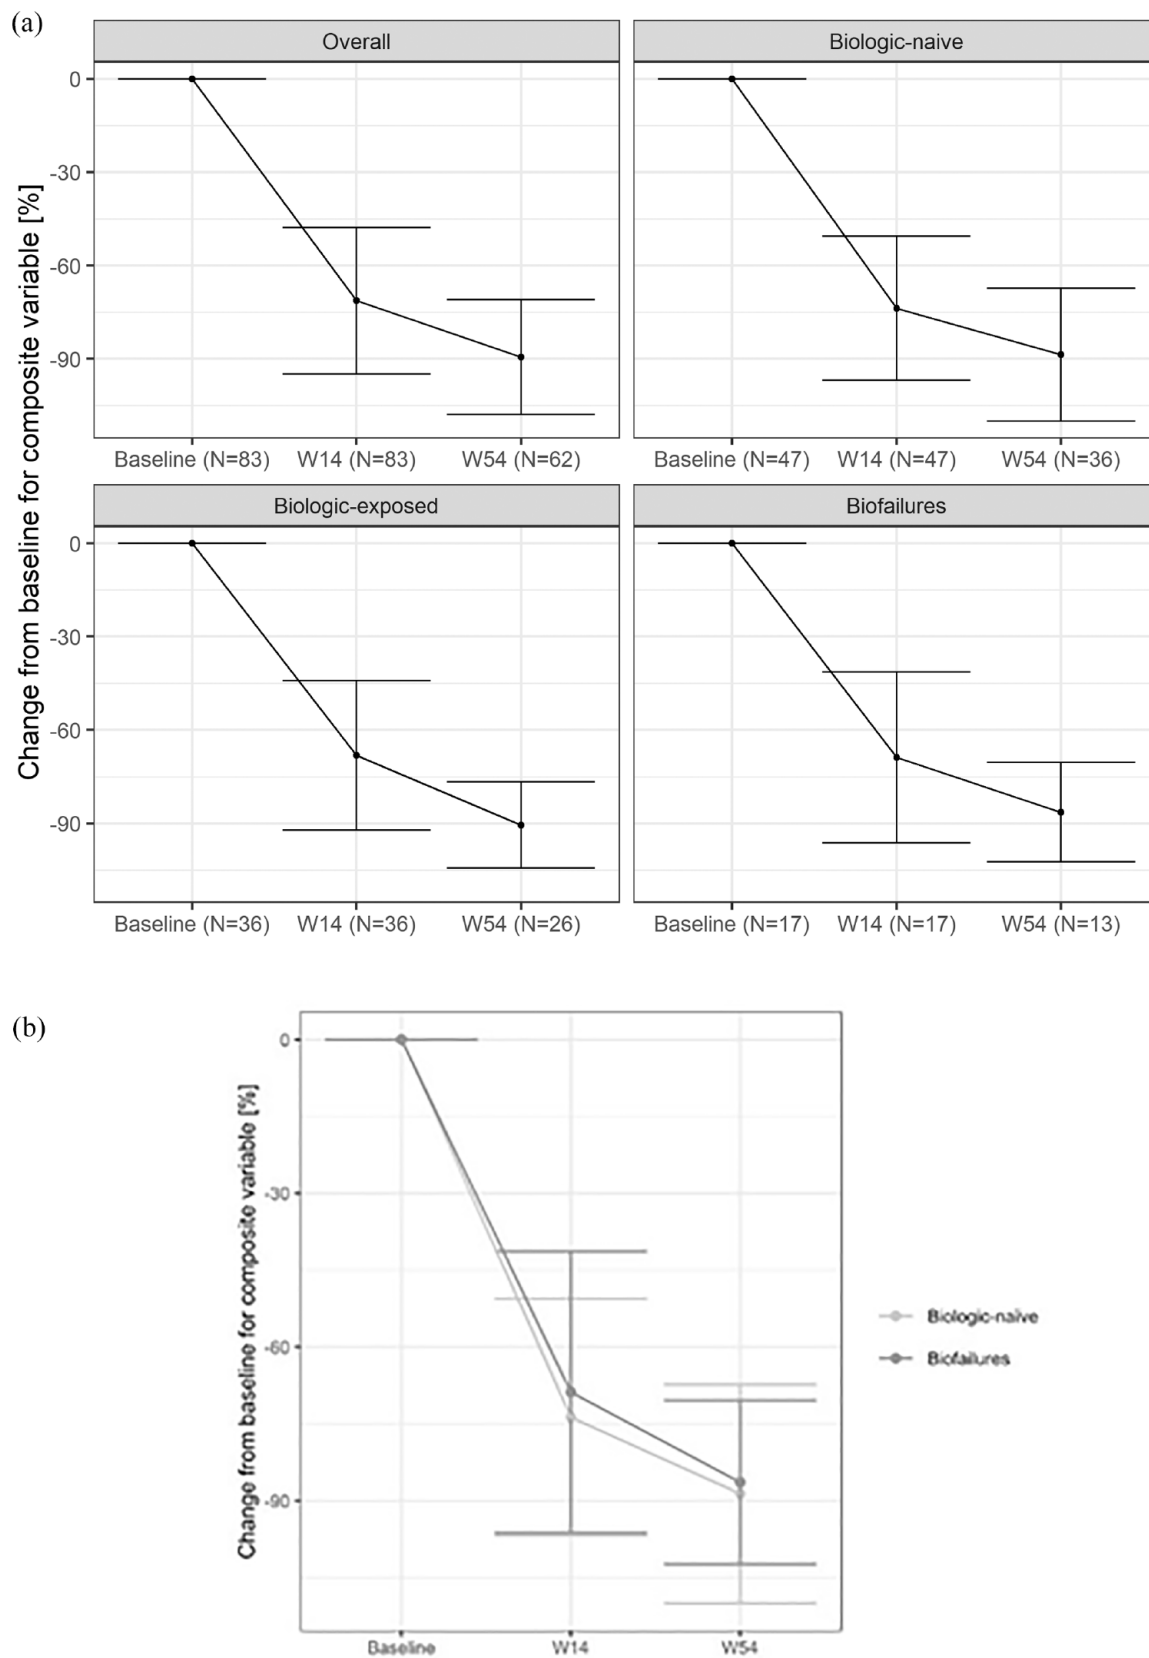 (a)
Overall
Biologic-naive
Change from baseline for composite variable [%]
0
-30
-60
-90
Baseline (N=83) W14 (N=83) W54 (N=62)
Baseline (N=47) W14 (N=47) W54 (N=36)
Biologic-exposed
Biofailures
0
-30
-60
-90
Baseline (N=36) W14 (N=36) W54 (N=26)
Baseline (N=17) W14 (N=17) W54 (N=13)
(b)
Change from baseline for composite variable [%]
0
-30
-60
-90
Baseline W14 W54
Biologic-naïve
Biofailures